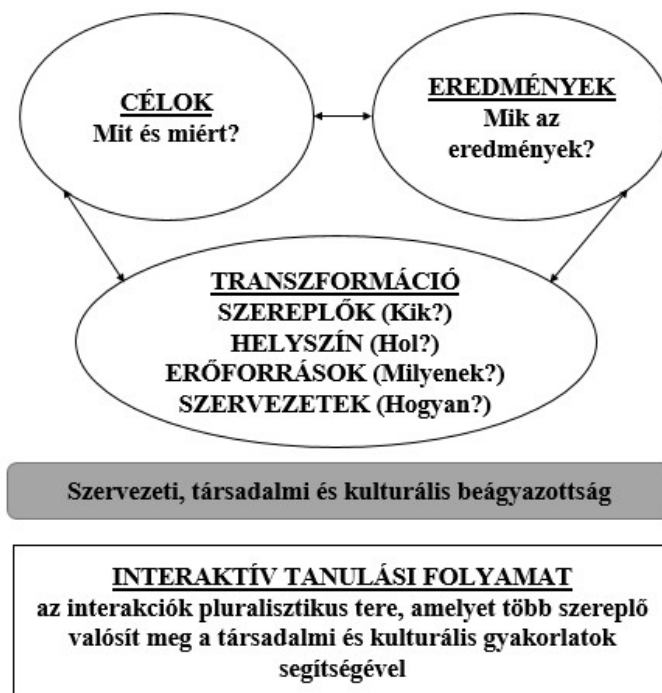 CÉLOK
Mit és miért?
EREDMÉNYEK
Mik az
eredmények?
TRANSZFORMÁCIÓ
SZEREPLŐK (Kik?)
HELYSZÍN (Hol?)
ERŐFORRÁSOK (Milyenek?)
SZERVEZETEK (Hogyan?)
Szervezeti, társadalmi és kulturális beágyazottság
INTERAKTÍV TANULÁSI FOLYAMAT
az interakciók pluralisztikus tere, amelyet több szereplő
valósít meg a társadalmi és kulturális gyakorlatok
segítségével